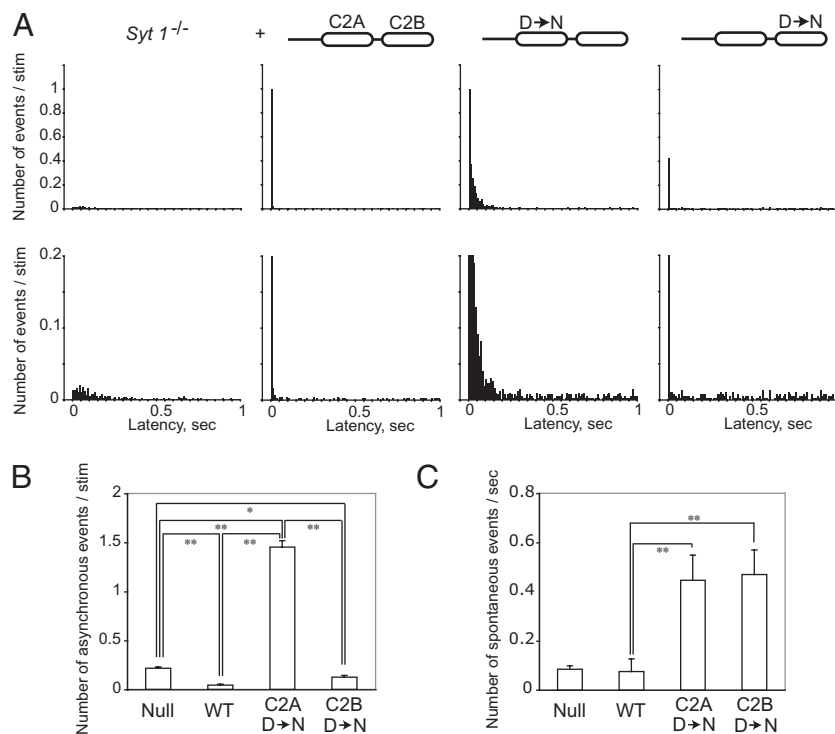 A
Syt 1-/-
+
C2A C2B
D→N
D→N
Number of events / stim
1
0.8
0.6
0.4
0.2
0
Number of events / stim
0.2
0.1
0
0 0.5 1
Latency, sec
0 0.5 1
Latency, sec
0 0.5 1
Latency, sec
0 0.5 1
Latency, sec
B
Number of asynchronous events / stim
2
1.5
1
0.5
0
*
**
**
**
**
Null WT C2A D→N C2B D→N
C
Number of spontaneous events / sec
0.8
0.6
0.4
0.2
0
**
**
Null WT C2A D→N C2B D→N